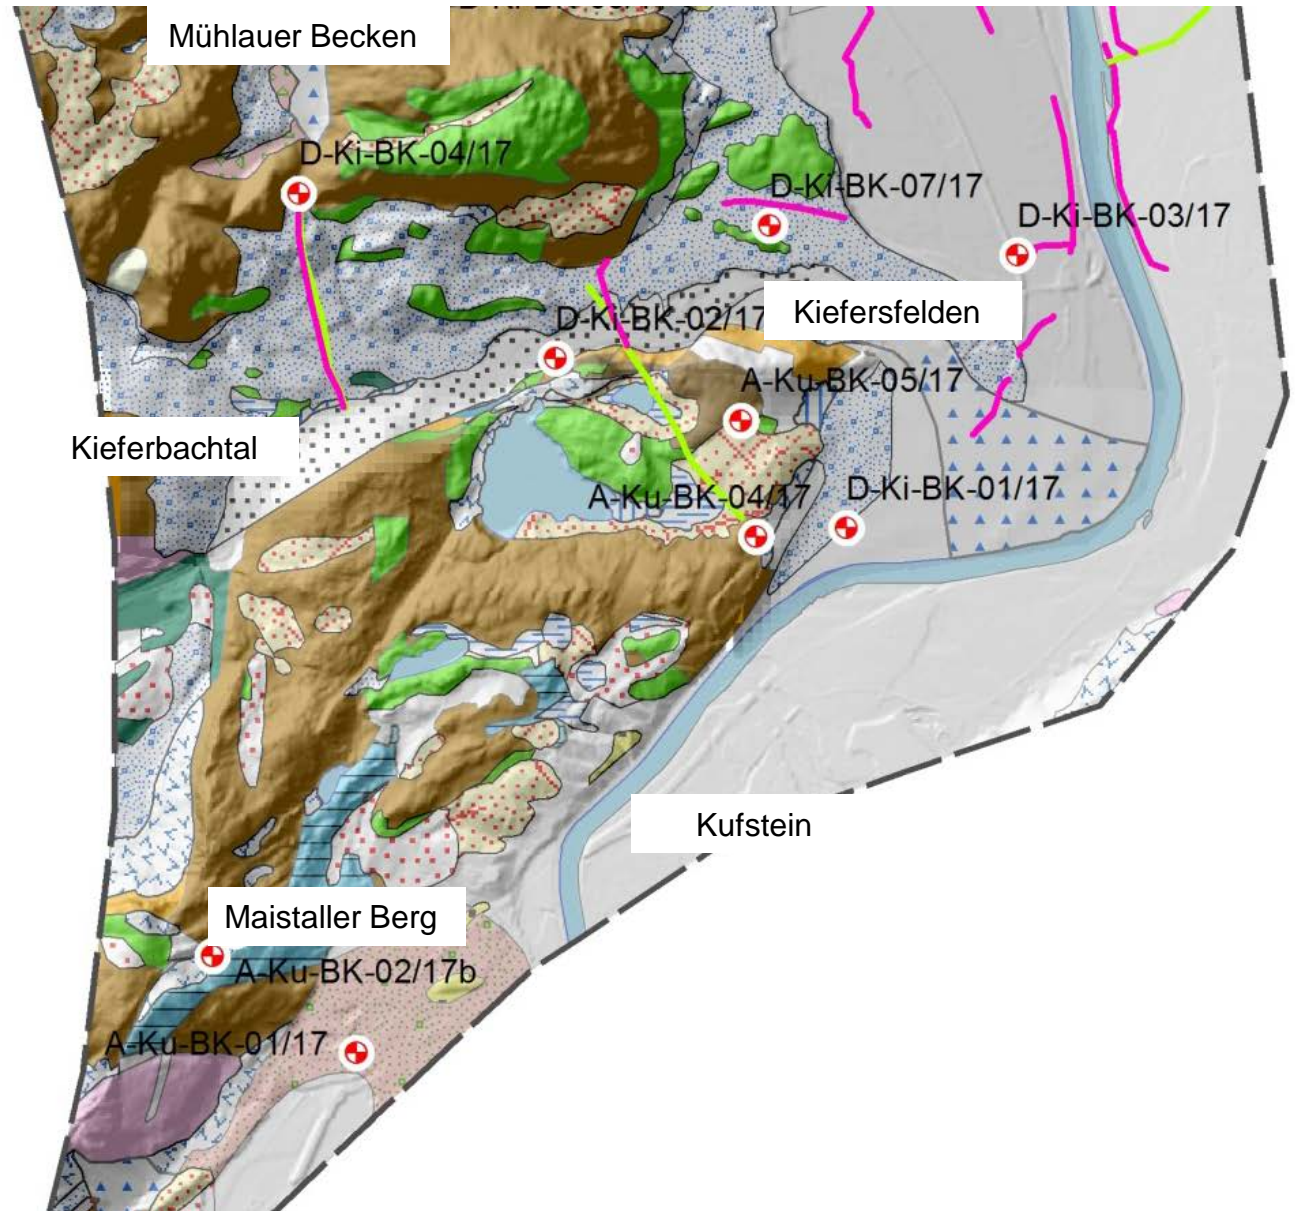 Mühlauer Becken
D-Ki-BK-04/17
D-Ki-BK-07/17
D-Ki-BK-03/17
D-Ki-BK-02/17
Kiefersfelden
A-Ku-BK-05/17
Kieferbachtal
A-Ku-BK-04/17
D-Ki-BK-01/17
Kufstein
Maistaller Berg
A-Ku-BK-02/17b
A-Ku-BK-01/17